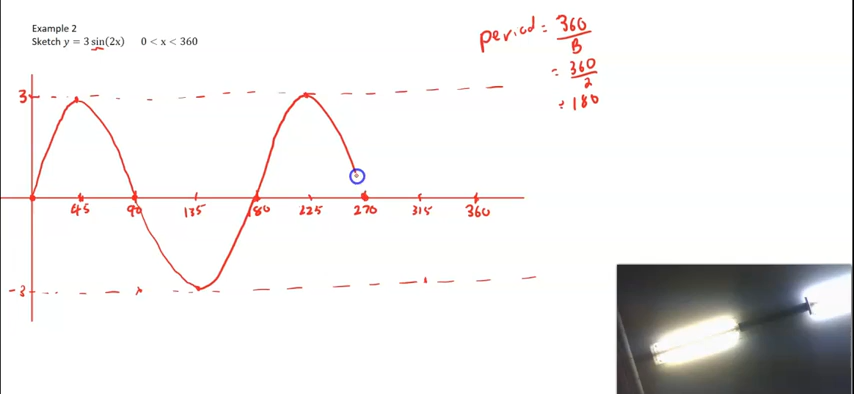 Example 2
Sketch y = 3 sin(2x) 0 < x < 360
period = 360/B
= 360/2
= 180
3
45 90 135 180 225 270 315 360
-3